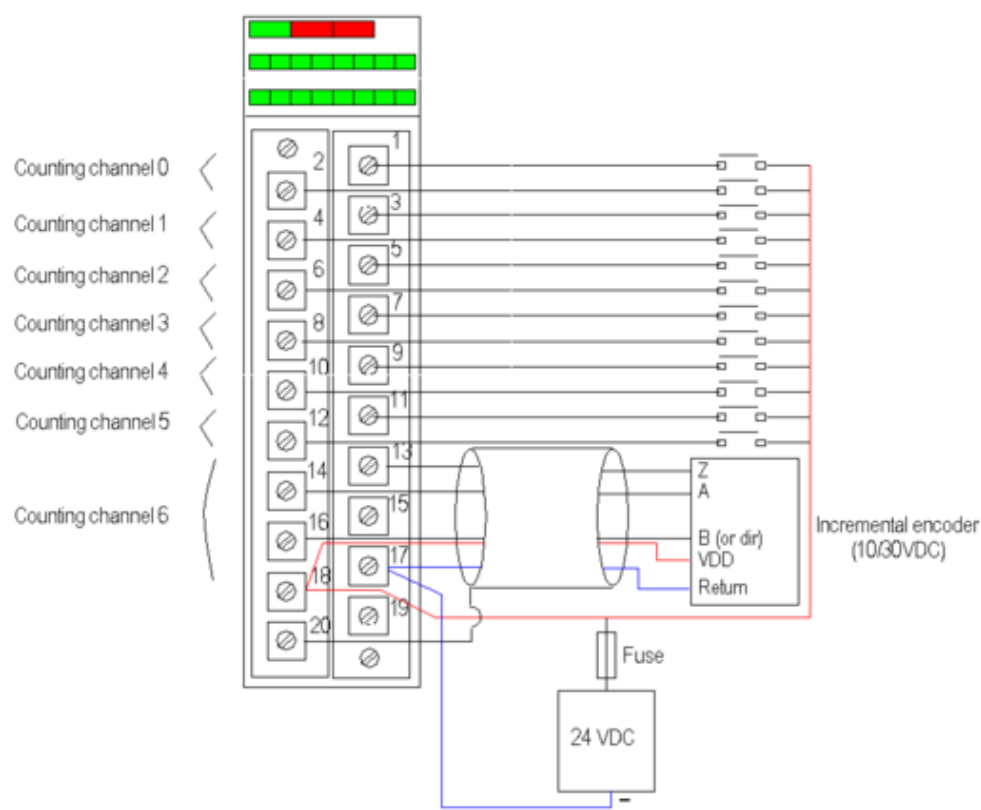 1
Counting channel 0
2
3
Counting channel 1
4
5
Counting channel 2
6
7
Counting channel 3
8
9
Counting channel 4
10
11
Counting channel 5
12
13
Z
14
A
15
Counting channel 6
16
B (or dir)
Incremental encoder
(10/30VDC)
17
VDD
18
Return
19
20
Fuse
24 VDC
-